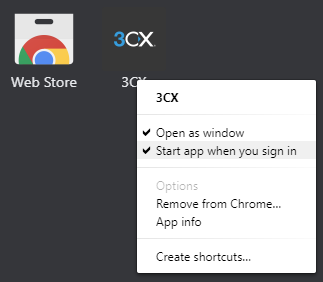 3CX
Web Store
3CX
3CX
Open as window
Start app when you sign in
Options
Remove from Chrome...
App info
Create shortcuts...